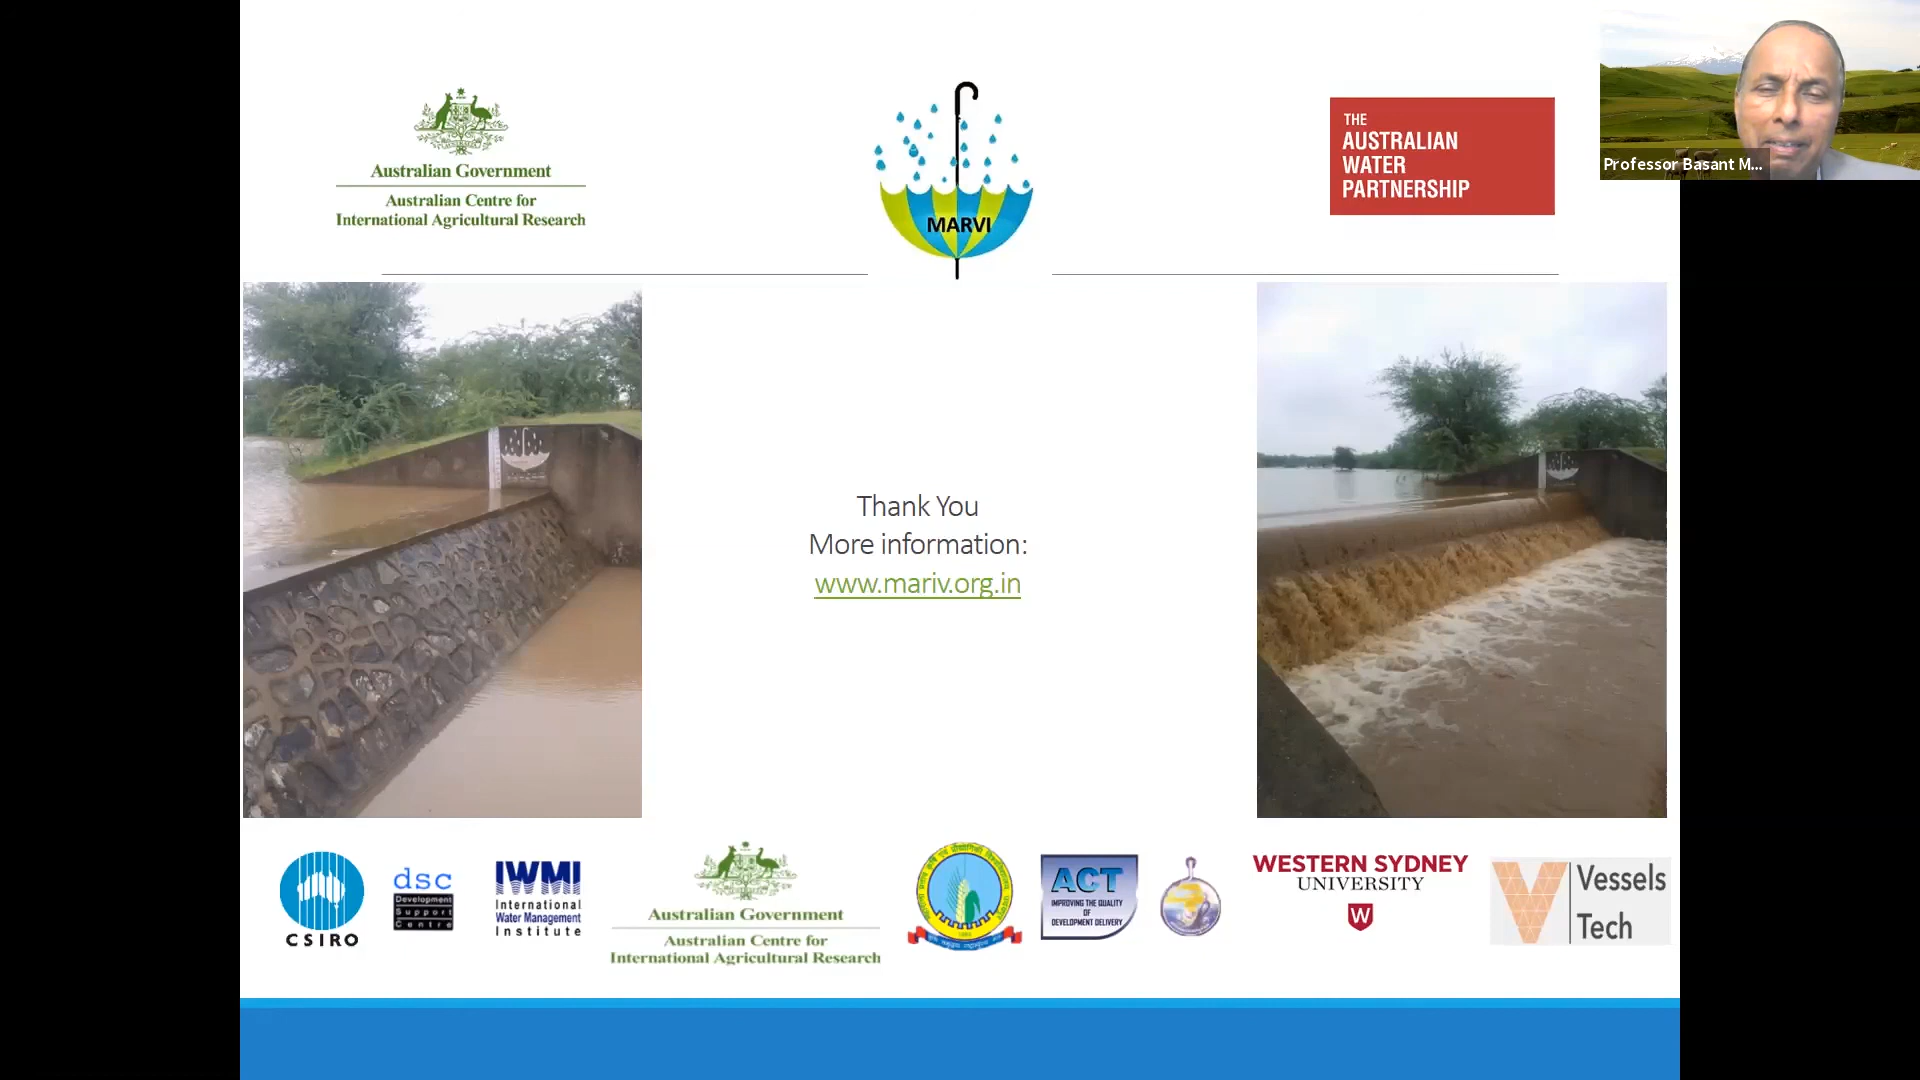 Australian Government
Australian Centre for
International Agricultural Research
MARVI
THE
AUSTRALIAN
WATER
PARTNERSHIP
Professor Basant M...
Thank You
More information:
www.mariv.org.in
CSIRO
dsc
Development
Support
Centre
IWMI
International
Water Management
Institute
Australian Government
Australian Centre for
International Agricultural Research
ACT
IMPROVING THE QUALITY
OF
DEVELOPMENT DELIVERY
WESTERN SYDNEY
UNIVERSITY
W
Vessels
Tech